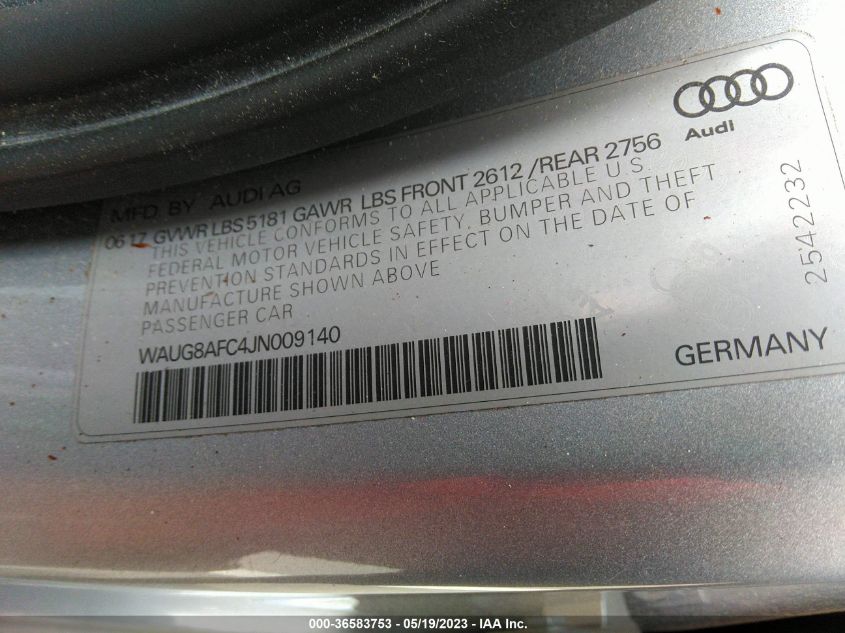 Audi
MFD. BY AUDI AG
0617 GVWR LBS 5181 GAWR LBS FRONT 2612 /REAR 2756
THIS VEHICLE CONFORMS TO ALL APPLICABLE U.S.
FEDERAL MOTOR VEHICLE SAFETY, BUMPER AND THEFT
PREVENTION STANDARDS IN EFFECT ON THE DATE OF
MANUFACTURE SHOWN ABOVE
PASSENGER CAR
WAUG8AFC4JN009140
GERMANY
2542232
000-36583753 - 05/19/2023 - IAA Inc.